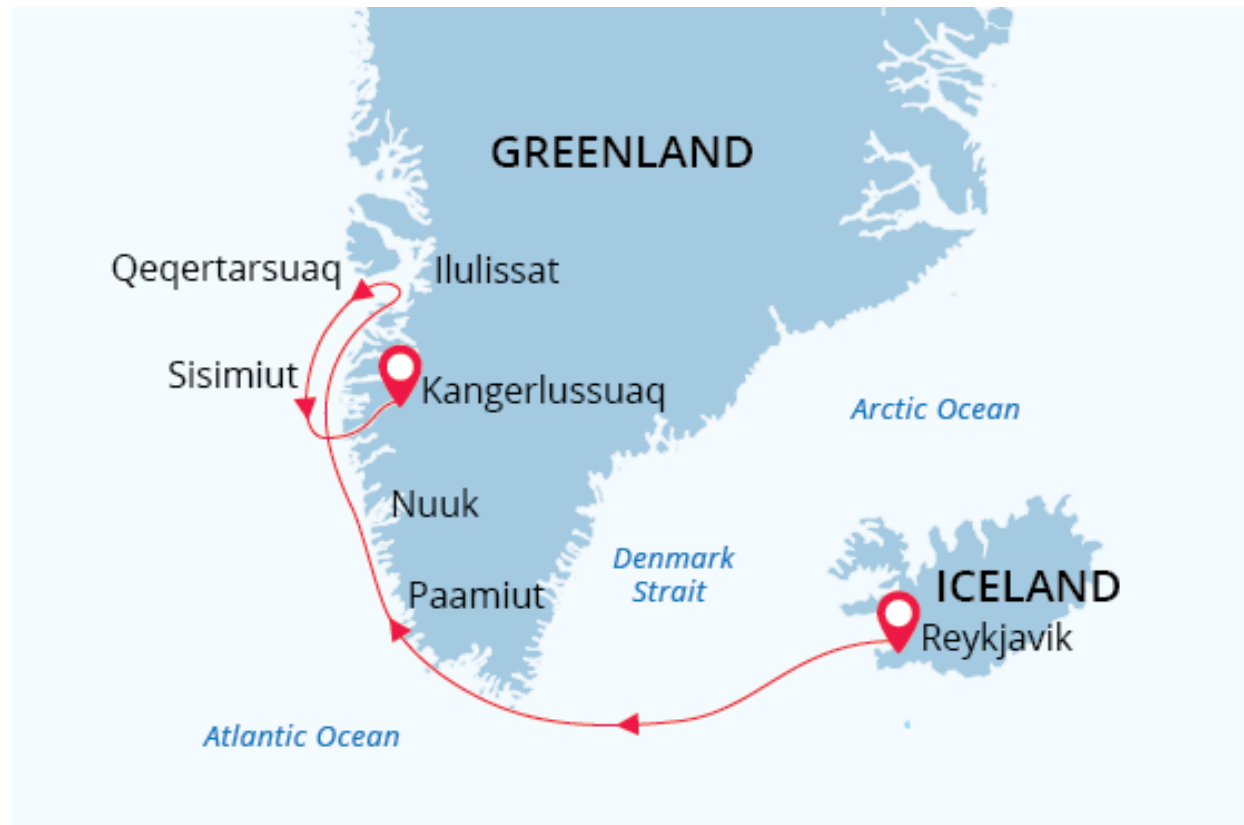 GREENLAND
Qeqertarsuaq
Ilulissat
Sisimiut
Kangerlussuaq
Arctic Ocean
Nuuk
Denmark
Strait
Paamiut
ICELAND
Reykjavik
Atlantic Ocean